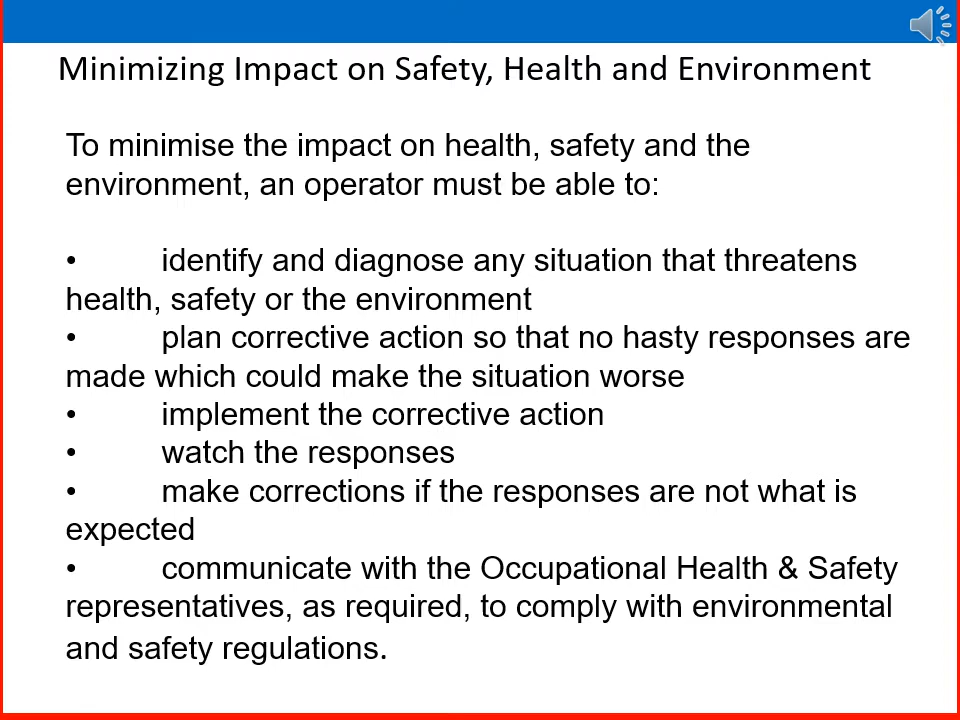 Minimizing Impact on Safety, Health and Environment
To minimise the impact on health, safety and the
environment, an operator must be able to:
• identify and diagnose any situation that threatens
health, safety or the environment
• plan corrective action so that no hasty responses are
made which could make the situation worse
• implement the corrective action
• watch the responses
• make corrections if the responses are not what is
expected
• communicate with the Occupational Health & Safety
representatives, as required, to comply with environmental
and safety regulations.